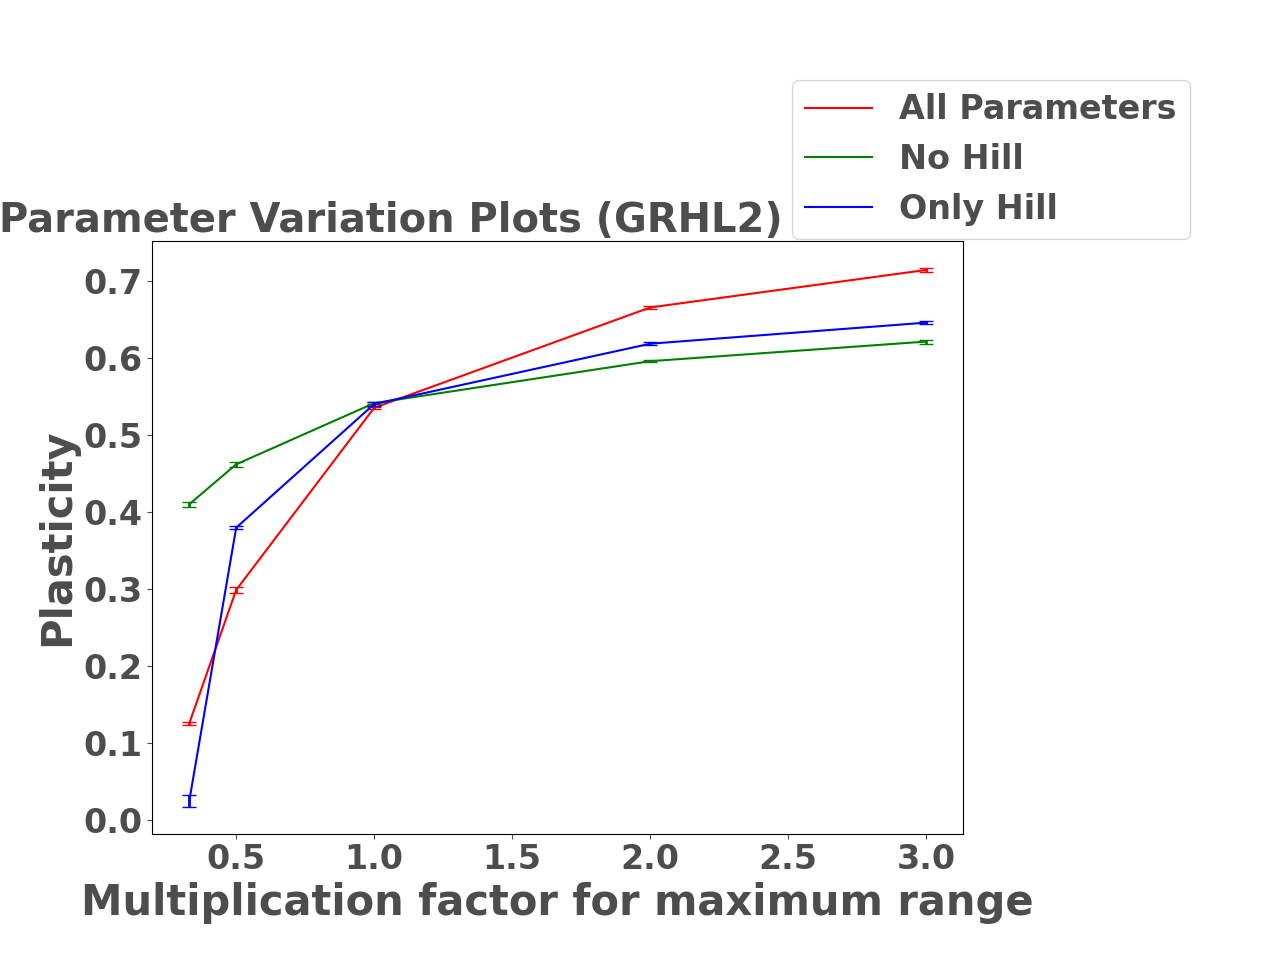 All Parameters
No Hill
Only Hill
Parameter Variation Plots (GRHL2)
Plasticity
0.7
0.6
0.5
0.4
0.3
0.2
0.1
0.0
0.5 1.0 1.5 2.0 2.5 3.0
Multiplication factor for maximum range